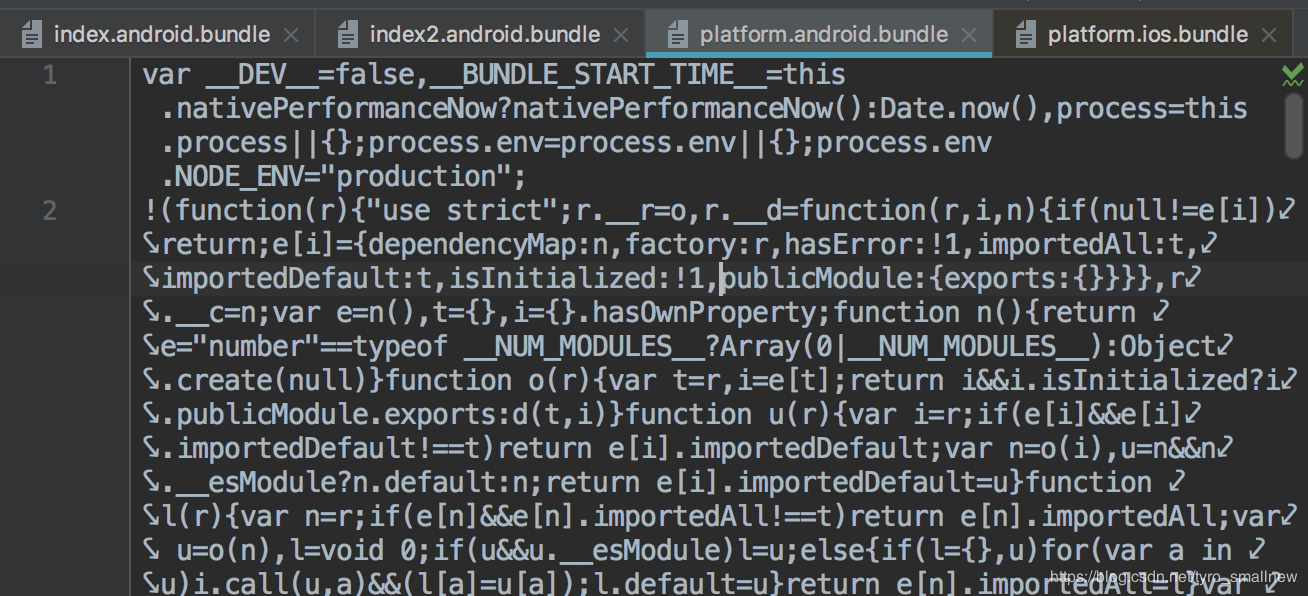 index.android.bundle index2.android.bundle platform.android.bundle platform.ios.bundle
1 var __DEV__=false,__BUNDLE_START_TIME__=this
.nativePerformanceNow?nativePerformanceNow():Date.now(),process=this
.process||{};process.env=process.env||{};process.env
.NODE_ENV="production";
2 !(function(r){"use strict";r.__r=o,r.__d=function(r,i,n){if(null!=e[i])
return;e[i]={dependencyMap:n,factory:r,hasError:!1,importedAll:t,
importedDefault:t,isInitialized:!1,publicModule:{exports:{}}}},r
.__c=n;var e=n(),t={},i={}.hasOwnProperty;function n(){return
e="number"==typeof __NUM_MODULES__?Array(0|__NUM_MODULES__):Object
.create(null)}function o(r){var t=r,i=e[t];return i&&i.isInitialized?i
.publicModule.exports:d(t,i)}function u(r){var i=r;if(e[i]&&e[i]
.importedDefault!==t)return e[i].importedDefault;var n=o(i),u=n&&n
.__esModule?n.default:n;return e[i].importedDefault=u}function
l(r){var n=r;if(e[n]&&e[n].importedAll!==t)return e[n].importedAll;var
u=o(n),l=void 0;if(u&&u.__esModule)l=u;else{if(l={},u)for(var a in
u)i.call(u,a)&&(l[a]=u[a]);l.default=u}return e[n].importedAll=l}var
https://blog.csdn.net/tyro_smallnew